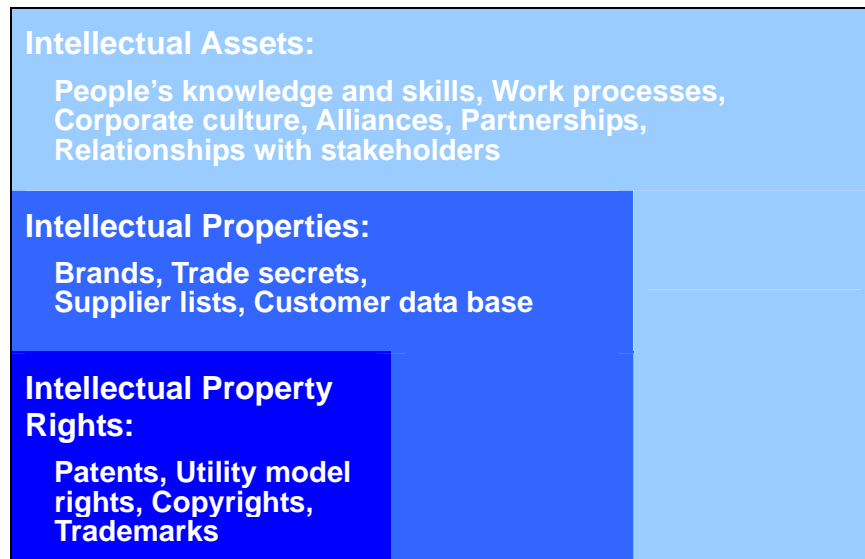 Intellectual Assets:
People’s knowledge and skills, Work processes,
Corporate culture, Alliances, Partnerships,
Relationships with stakeholders
Intellectual Properties:
Brands, Trade secrets,
Supplier lists, Customer data base
Intellectual Property
Rights:
Patents, Utility model
rights, Copyrights,
Trademarks